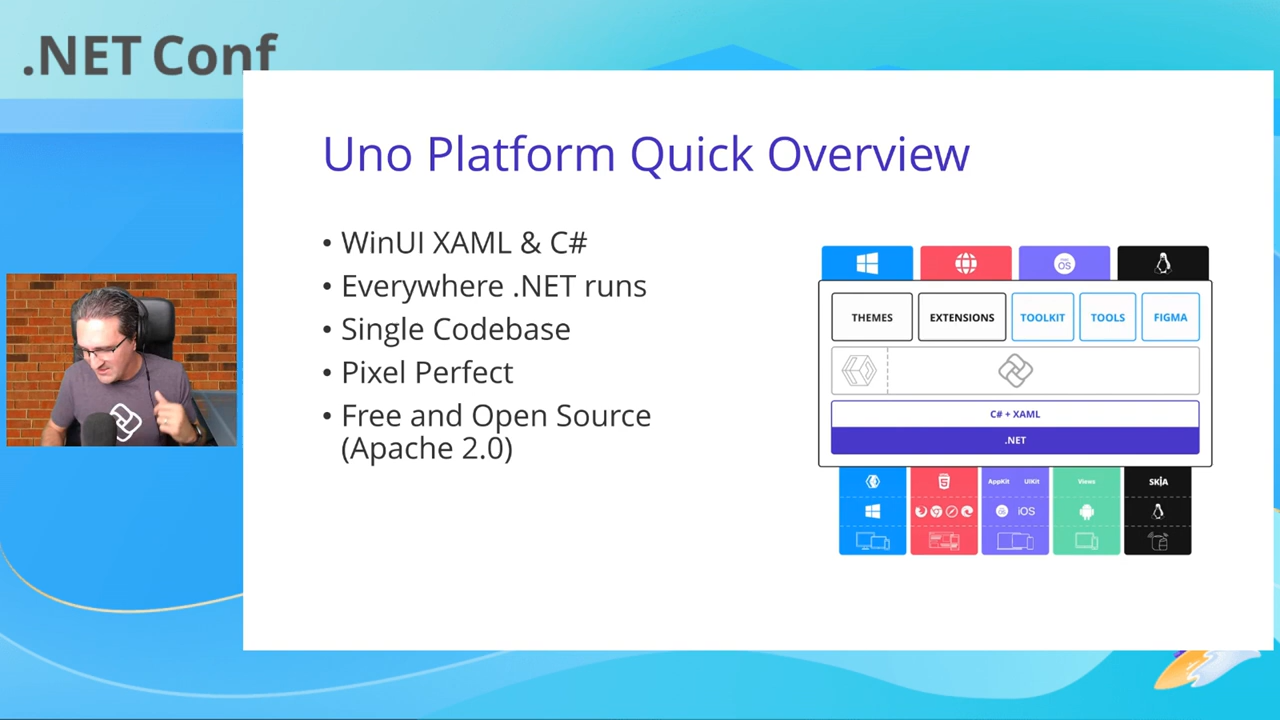 .NET Conf
Uno Platform Quick Overview
• WinUI XAML & C#
• Everywhere .NET runs
• Single Codebase
• Pixel Perfect
• Free and Open Source
(Apache 2.0)
OS
THEMES
EXTENSIONS
TOOLKIT
TOOLS
FIGMA
C# + XAML
.NET
AppKit
UIKit
Views
SKiA
iOS